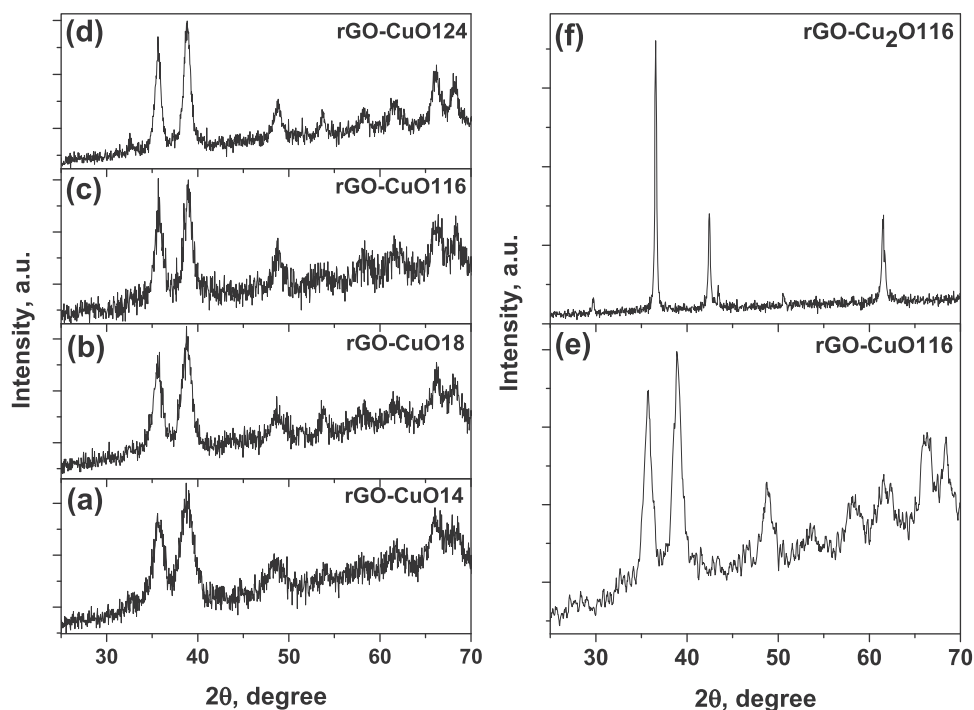 (d) rGO-CuO124
(c) rGO-CuO116
(b) rGO-CuO18
(a) rGO-CuO14
Intensity, a.u.
30 40 50 60 70
2θ, degree
(f) rGO-Cu₂O116
(e) rGO-CuO116
Intensity, a.u.
30 40 50 60 70
2θ, degree